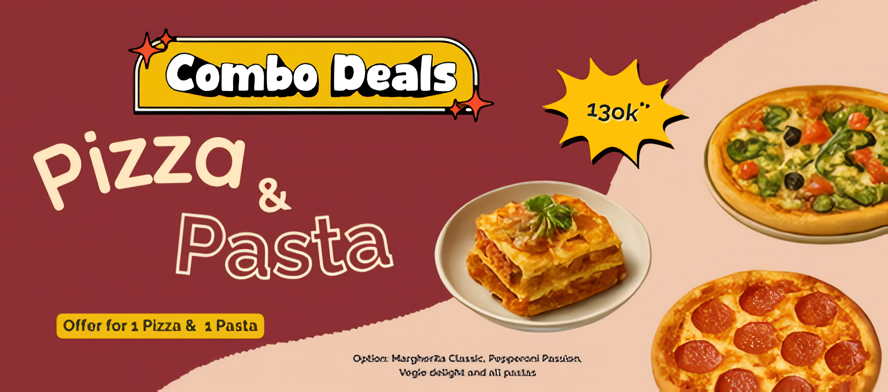 Combo Deals
130k"
Pizza
&
Pasta
Offer for 1 Pizza & 1 Pasta
Option: Margherita Classic, Pepperoni Passion,
Vegie delight and all pastas